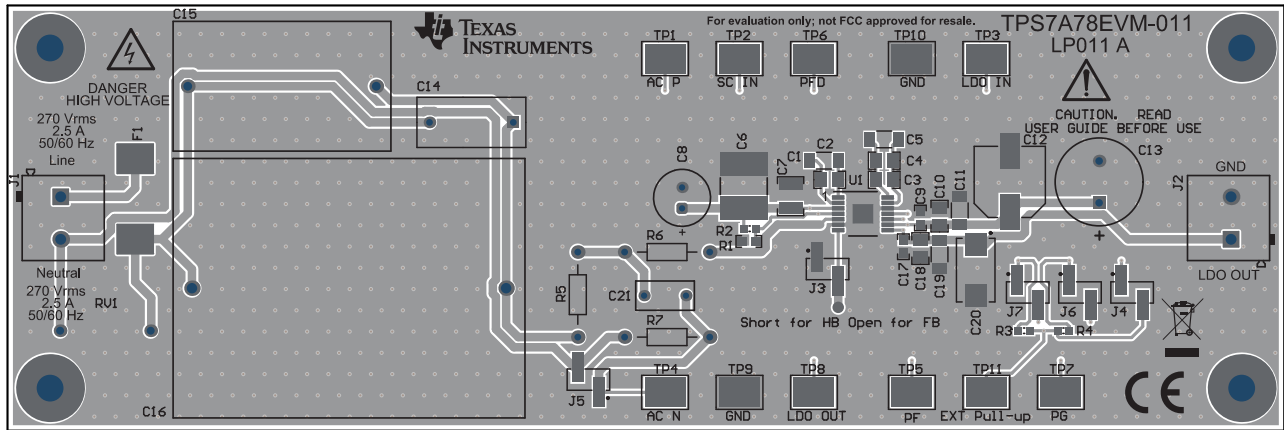 C15
TEXAS
INSTRUMENTS
For evaluation only; not FCC approved for resale.
TPS7A78EVM-011
LP011 A
TP1
AC P
TP2
SC IN
TP6
PFD
TP10
GND
TP3
LDO IN
DANGER
HIGH VOLTAGE
270 Vrms
2.5 A
50/60 Hz
Line
F1
C14
CAUTION. READ
USER GUIDE BEFORE USE
C12
C13
J1
C8
C6
C7
C1
C2
C5
C4
C3
U1
C9
C10
C11
J2
GND
R2
R1
R6
R5
C21
R7
J3
C17
C18
C19
C20
LDO OUT
Neutral
270 Vrms
2.5 A
50/60 Hz
RV1
Short for HB Open for FB
J7
J6
J4
R3
R4
C16
J5
TP4
AC N
TP9
GND
TP8
LDO OUT
TP5
PF
TP11
EXT Pull-up
TP7
PG
CE